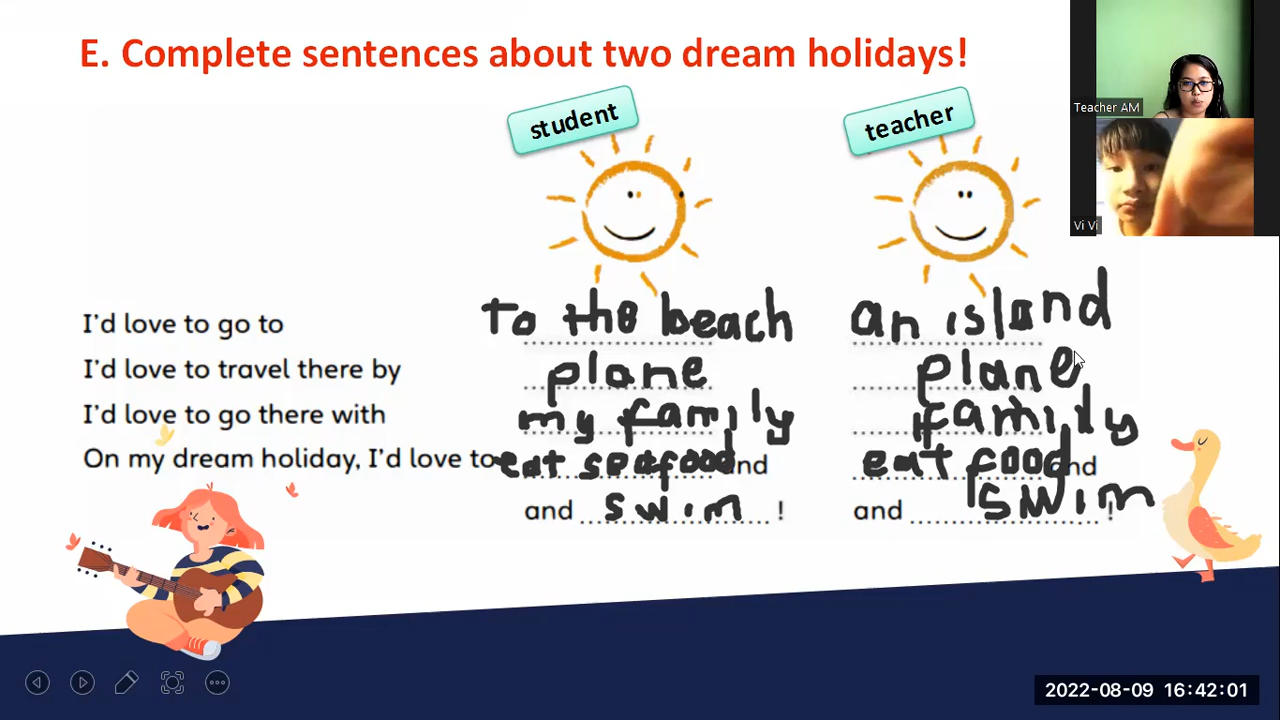 E. Complete sentences about two dream holidays!
student
teacher
Teacher AM
Vi Vi
I'd love to go to to the beach an island
I'd love to travel there by plane plane
I'd love to go there with my family family
On my dream holiday, I'd love to eat seafood and eat food and
and swim ! and swim !
2022-08-09 16:42:01